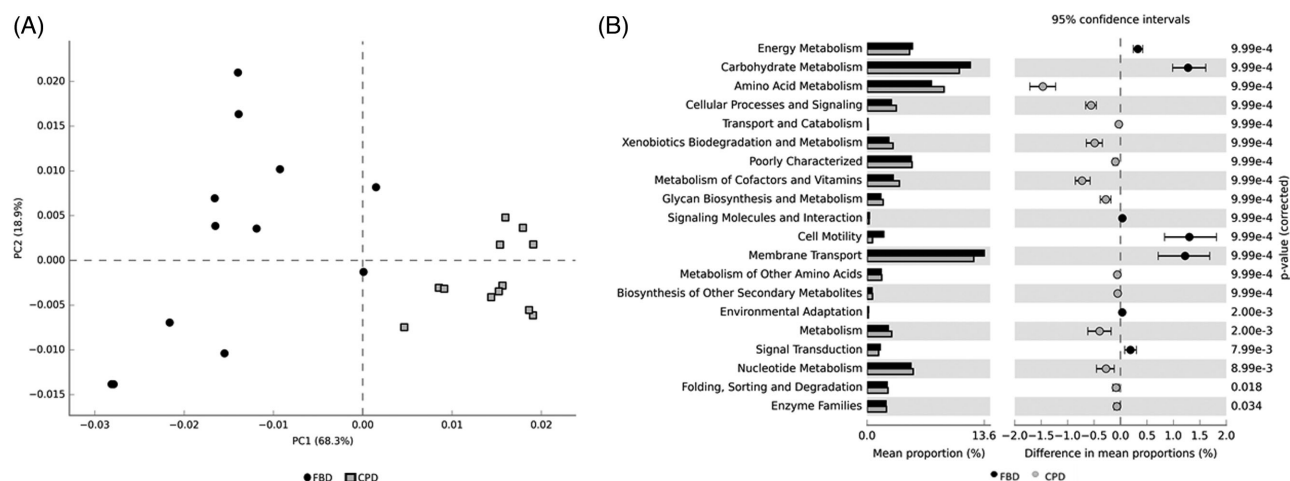 (A)
0.020
0.015
0.010
0.005
0.000
−0.005
−0.010
−0.015
PC2 (18.9%)
−0.03 −0.02 −0.01 0.00 0.01 0.02
PC1 (68.3%)
FBD CPD
(B)
95% confidence intervals
Energy Metabolism 9.99e-4
Carbohydrate Metabolism 9.99e-4
Amino Acid Metabolism 9.99e-4
Cellular Processes and Signaling 9.99e-4
Transport and Catabolism 9.99e-4
Xenobiotics Biodegradation and Metabolism 9.99e-4
Poorly Characterized 9.99e-4
Metabolism of Cofactors and Vitamins 9.99e-4
Glycan Biosynthesis and Metabolism 9.99e-4
Signaling Molecules and Interaction 9.99e-4
Cell Motility 9.99e-4
Membrane Transport 9.99e-4
Metabolism of Other Amino Acids 9.99e-4
Biosynthesis of Other Secondary Metabolites 9.99e-4
Environmental Adaptation 2.00e-3
Metabolism 2.00e-3
Signal Transduction 7.99e-3
Nucleotide Metabolism 8.99e-3
Folding, Sorting and Degradation 0.018
Enzyme Families 0.034
p-value (corrected)
0.0 13.6 −2.0 −1.5 −1.0 −0.5 0.0 0.5 1.0 1.5 2.0
Mean proportion (%) Difference in mean proportions (%)
FBD CPD